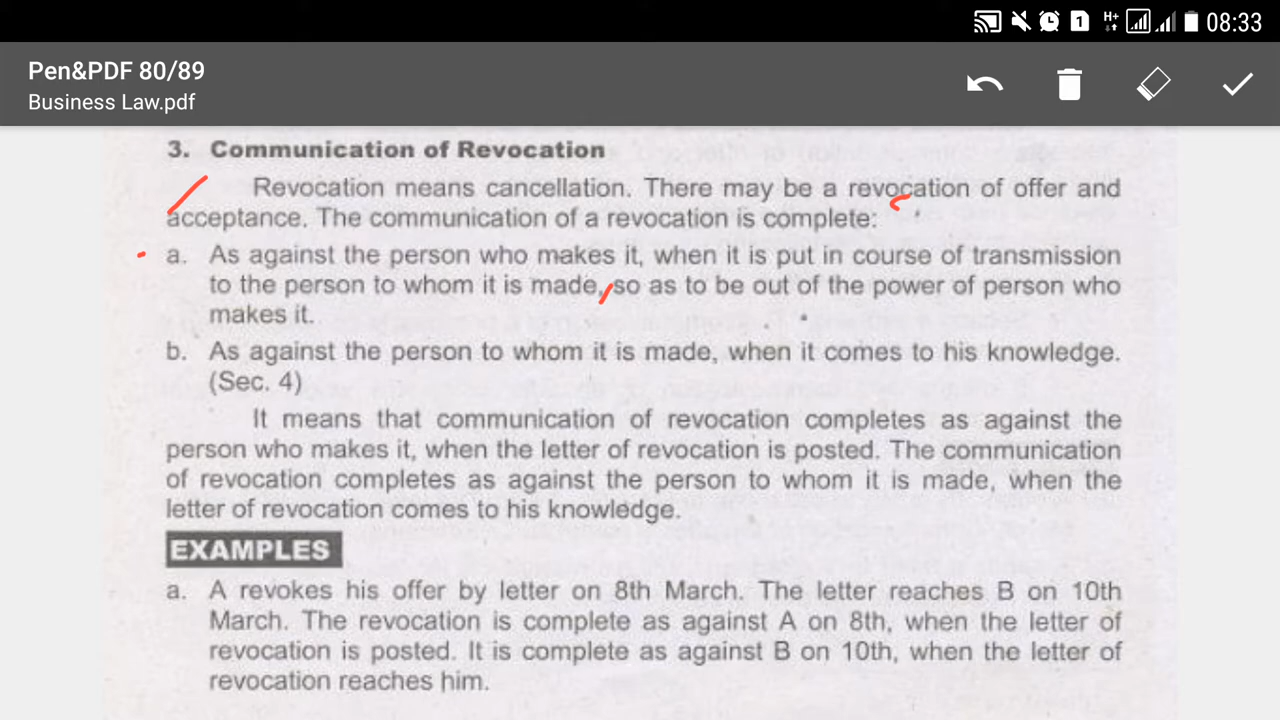 H+ 08:33
Pen&PDF 80/89
Business Law.pdf
3. Communication of Revocation
Revocation means cancellation. There may be a revocation of offer and
acceptance. The communication of a revocation is complete:
a. As against the person who makes it, when it is put in course of transmission
to the person to whom it is made, so as to be out of the power of person who
makes it.
b. As against the person to whom it is made, when it comes to his knowledge.
(Sec. 4)
It means that communication of revocation completes as against the
person who makes it, when the letter of revocation is posted. The communication
of revocation completes as against the person to whom it is made, when the
letter of revocation comes to his knowledge.
EXAMPLES
a. A revokes his offer by letter on 8th March. The letter reaches B on 10th
March. The revocation is complete as against A on 8th, when the letter of
revocation is posted. It is complete as against B on 10th, when the letter of
revocation reaches him.